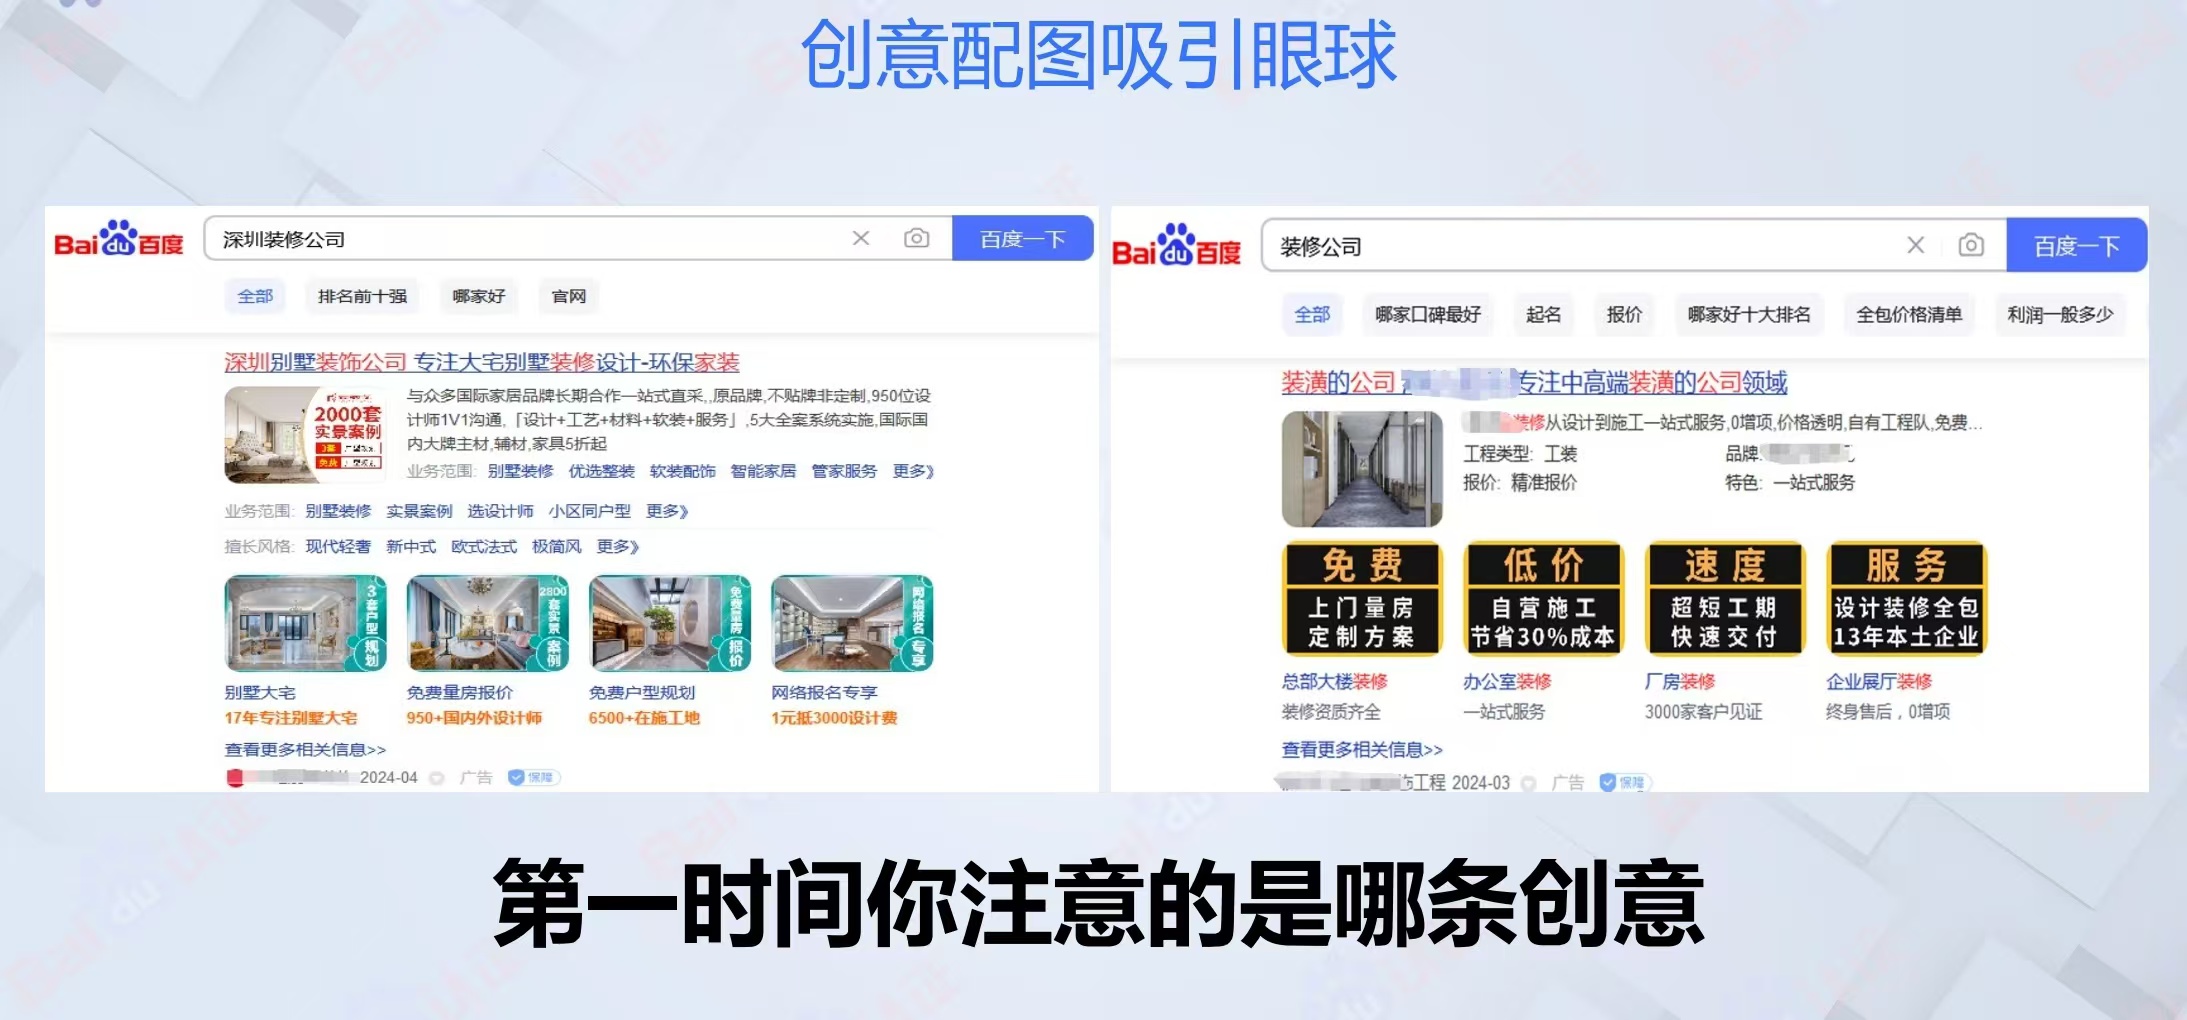 创意配图吸引眼球
Bai du 百度
深圳装修公司
百度一下
全部 排名前十强 哪家好 官网
深圳别墅装饰公司 专注大宅别墅装修设计-环保家装
2000套
实景案例
与众多国际家居品牌长期合作一站式直采,,原品牌,不贴牌非定制,950位设
计师1V1沟通,「设计+工艺+材料+软装+服务」,5大全案系统实施,国际国
内大牌主材,辅材,家具5折起
业务范围: 别墅装修 优选整装 软装配饰 智能家居 管家服务 更多》
业务范围: 别墅装修 实景案例 选设计师 小区同户型 更多》
擅长风格: 现代轻奢 新中式 欧式法式 极简风 更多》
3套户型规划
2800套实景案例
免费量房报价
网络报名专享
别墅大宅 免费量房报价 免费户型规划 网络报名专享
17年专注别墅大宅 950+国内外设计师 6500+在施工地 1元抵3000设计费
查看更多相关信息>>
2024-04 广告 保障
Bai du 百度
装修公司
百度一下
全部 哪家口碑最好 起名 报价 哪家好十大排名 全包价格清单 利润一般多少
装潢的公司 专注中高端装潢的公司领域
装修从设计到施工一站式服务,0增项,价格透明,自有工程队,免费...
工程类型: 工装 品牌:
报价: 精准报价 特色: 一站式服务
免费
上门量房
定制方案
低价
自营施工
节省30%成本
速度
超短工期
快速交付
服务
设计装修全包
13年本土企业
总部大楼装修 办公室装修 厂房装修 企业展厅装修
装修资质齐全 一站式服务 3000家客户见证 终身售后，0增项
查看更多相关信息>>
工程 2024-03 广告 保障
第一时间你注意的是哪条创意